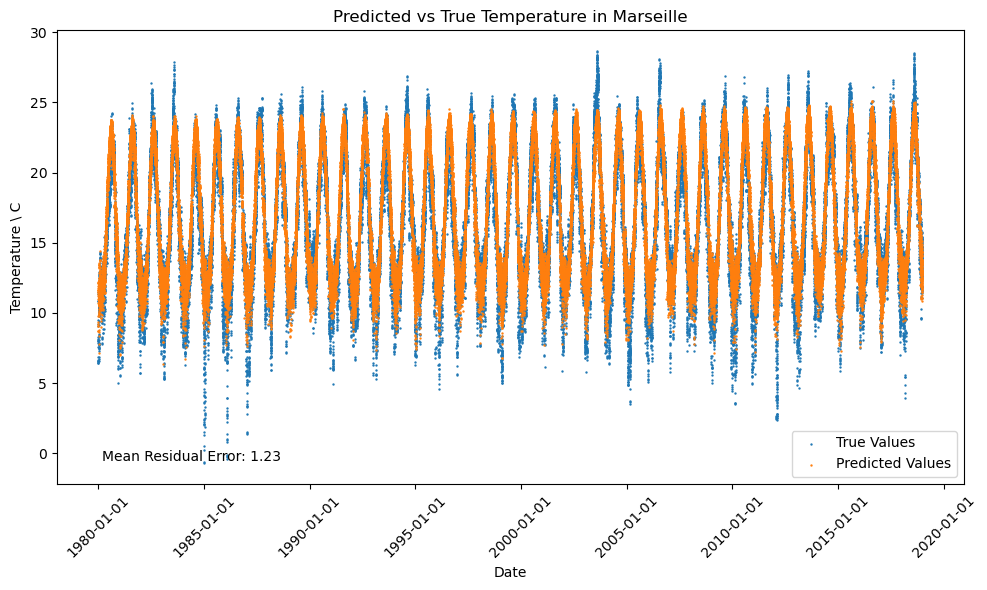 Predicted vs True Temperature in Marseille
30
25
20
15
10
5
0
Temperature \ C
Mean Residual Error: 1.23
True Values
Predicted Values
1980-01-01
1985-01-01
1990-01-01
1995-01-01
2000-01-01
2005-01-01
2010-01-01
2015-01-01
2020-01-01
Date